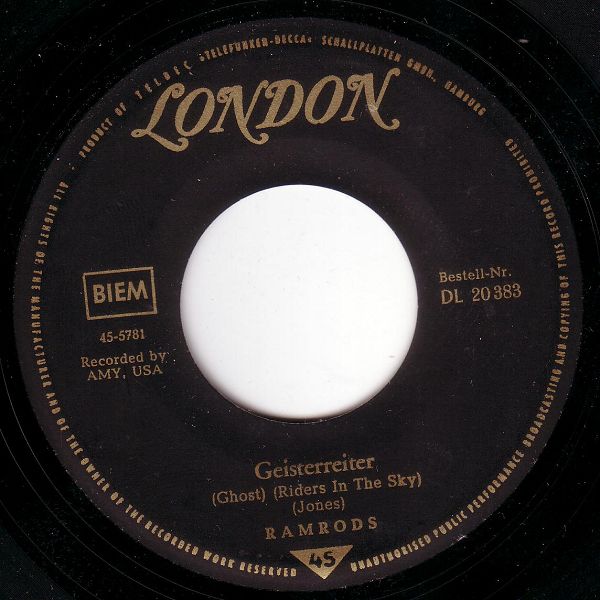 · PRODUCT OF TELDEC »TELEFUNKEN-DECCA« SCHALLPLATTEN GMBH., HAMBURG
LONDON
BIEM
45-5781
Recorded by
AMY, USA
Bestell-Nr.
DL 20383
Geisterreiter
(Ghost) (Riders In The Sky)
(Jones)
RAMRODS
45
· ALL RIGHTS OF THE MANUFACTURER AND OF THE OWNER OF THE RECORDED WORK RESERVED
UNAUTHORISED PUBLIC PERFORMANCE BROADCASTING AND COPYING OF THIS RECORD PROHIBITED